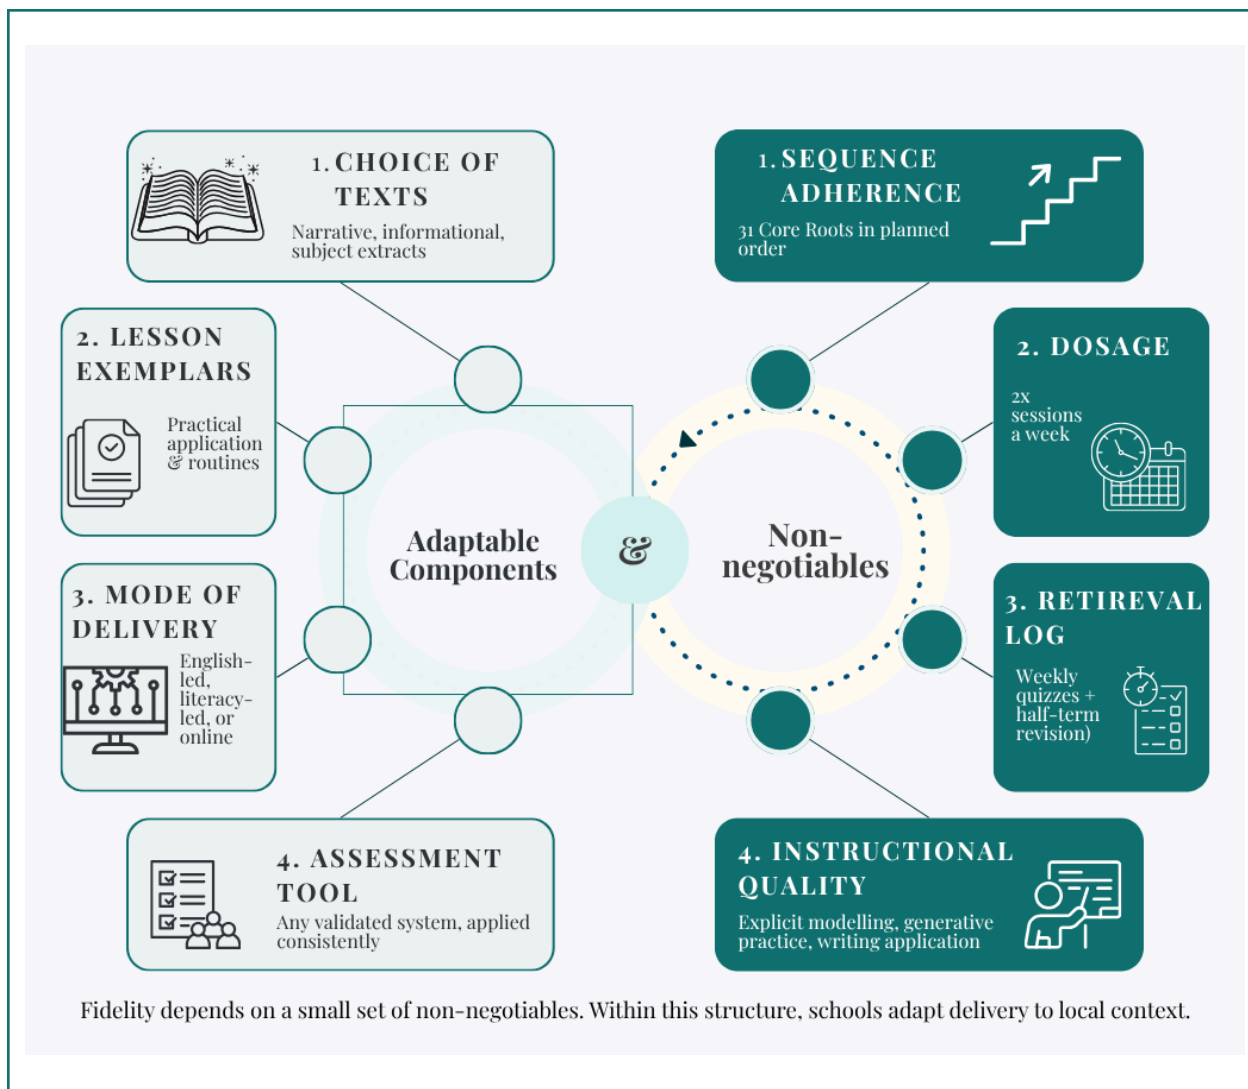 1. CHOICE OF
TEXTS
Narrative, informational,
subject extracts
2. LESSON
EXEMPLARS
Practical
application
& routines
3. MODE OF
DELIVERY
English-
led,
literacy-
led, or
online
4. ASSESSMENT
TOOL
Any validated system, applied
consistently
Adaptable
Components
&
Non-
negotiables
1. SEQUENCE
ADHERENCE
31 Core Roots in planned
order
2. DOSAGE
2x
sessions
a week
3. RETIREVAL
LOG
Weekly
quizzes +
half-term
revision)
4. INSTRUCTIONAL
QUALITY
Explicit modelling, generative
practice, writing application
Fidelity depends on a small set of non-negotiables. Within this structure, schools adapt delivery to local context.